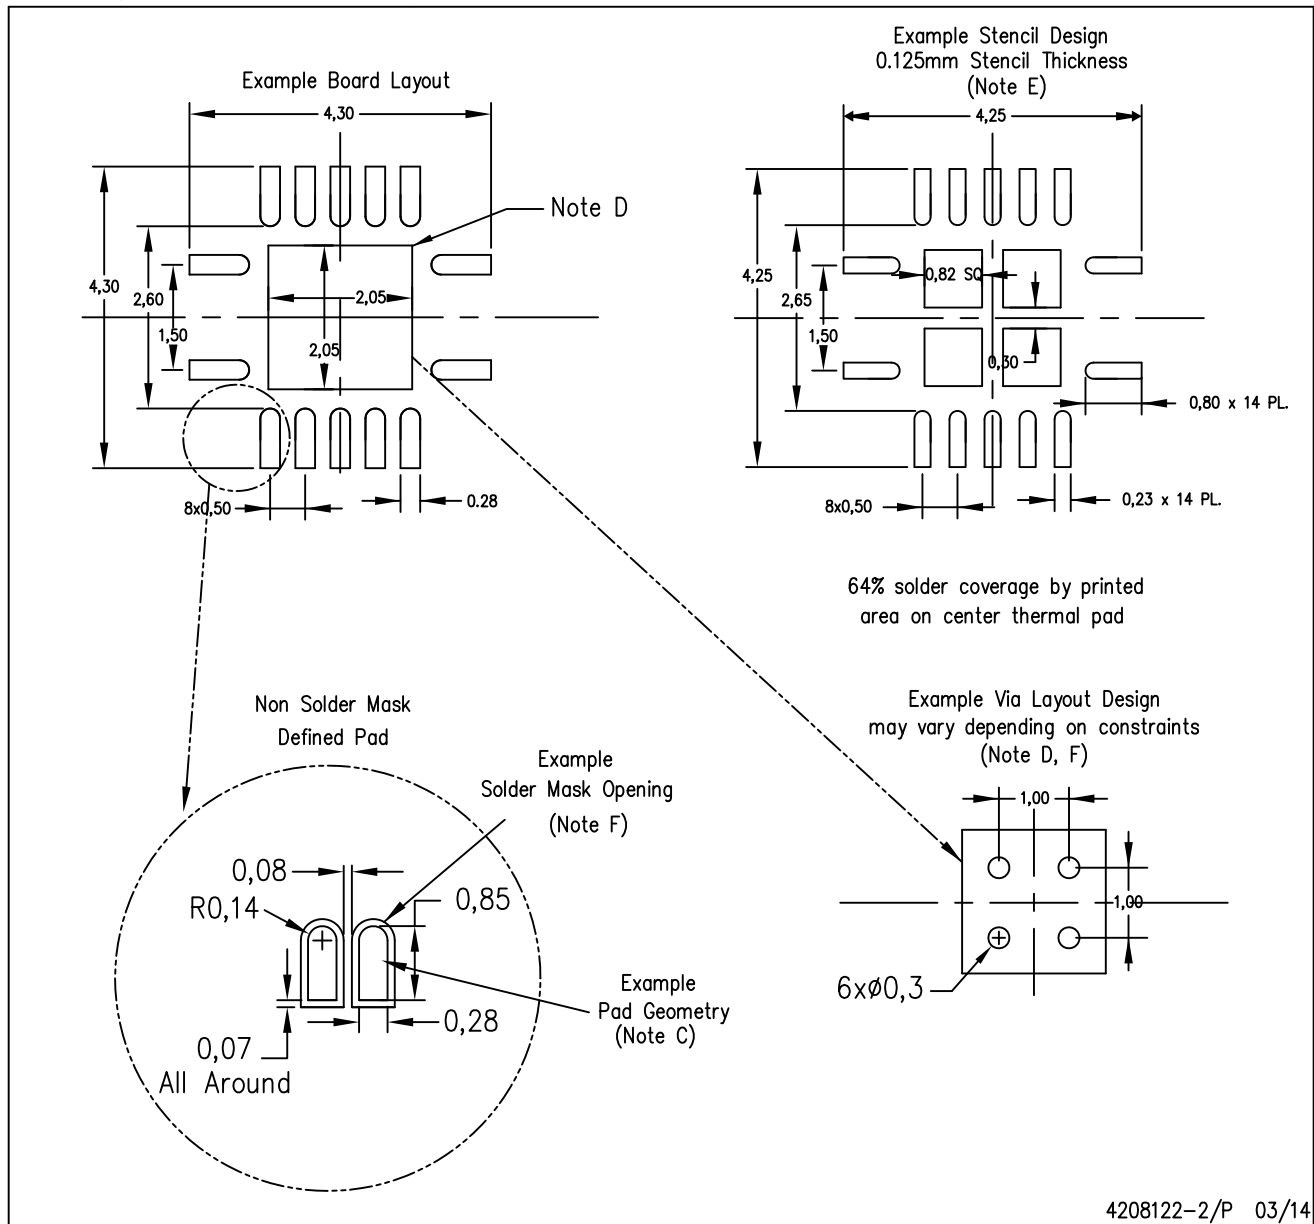 Example Board Layout
4,30
4,30
2,60
1,50
2,05
2,05
Note D
8x0,50
0.28
Example Stencil Design
0.125mm Stencil Thickness
(Note E)
4,25
4,25
2,65
1,50
0,82 SQ
0,30
0,80 x 14 PL.
8x0,50
0,23 x 14 PL.
64% solder coverage by printed
area on center thermal pad
Non Solder Mask
Defined Pad
Example
Solder Mask Opening
(Note F)
0,08
R0,14
0,85
0,28
0,07
All Around
Example
Pad Geometry
(Note C)
Example Via Layout Design
may vary depending on constraints
(Note D, F)
1,00
1,00
6xø0,3
4208122-2/P 03/14